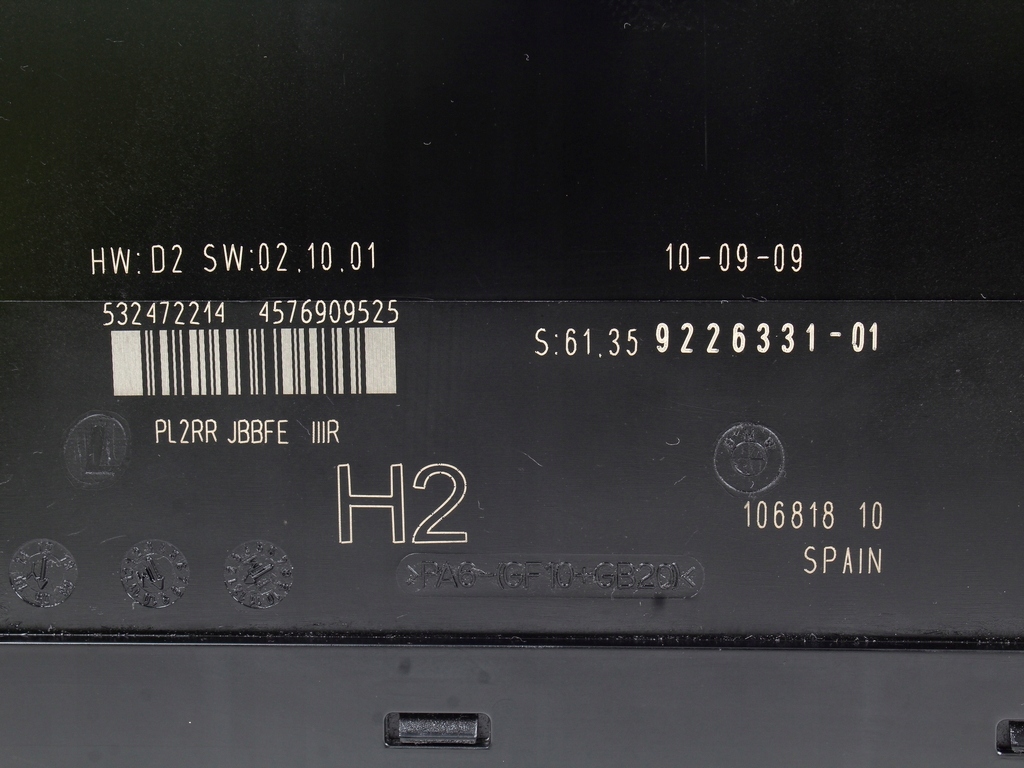 HW:D2 SW:02.10.01
10-09-09
532472214 4576909525
S:61.35 9226331-01
PL2RR JBBFE IIIR
H2
BMW
106818 10
SPAIN
>PA6-(GF10+GB20)<